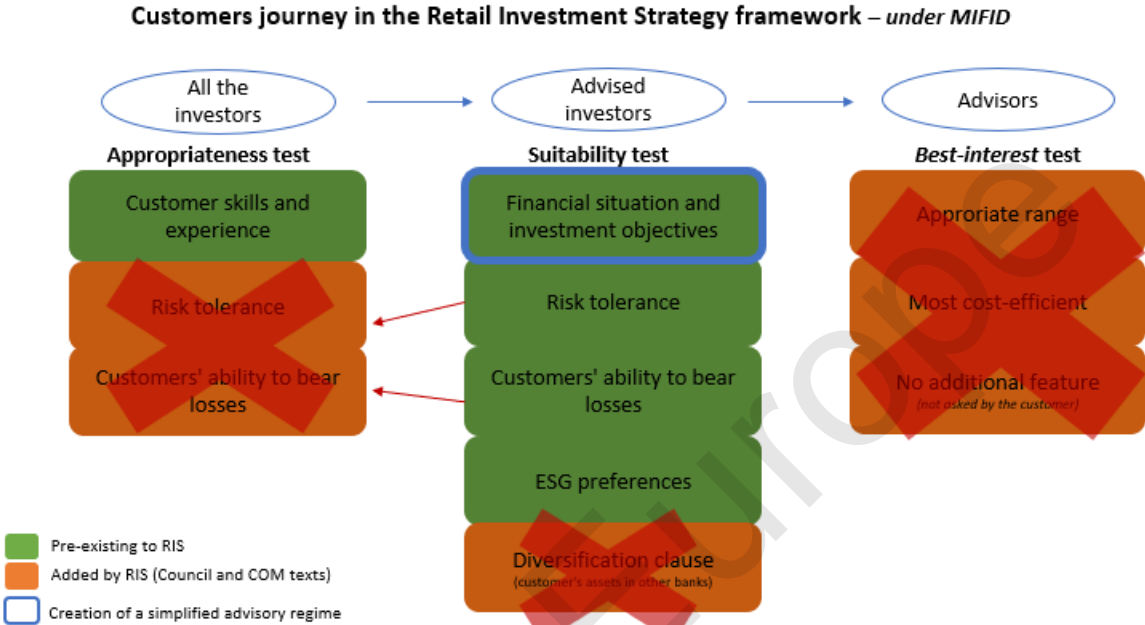 Customers journey in the Retail Investment Strategy framework – under MIFID
All the
investors
Advised
investors
Advisors
Appropriateness test
Suitability test
Best-interest test
Customer skills and
experience
Risk tolerance
Customers' ability to bear
losses
Financial situation and
investment objectives
Risk tolerance
Customers' ability to bear
losses
ESG preferences
Diversification clause
(customer's assets in other banks)
Approriate range
Most cost-efficient
No additional feature
(not asked by the customer)
Pre-existing to RIS
Added by RIS (Council and COM texts)
Creation of a simplified advisory regime
Europe